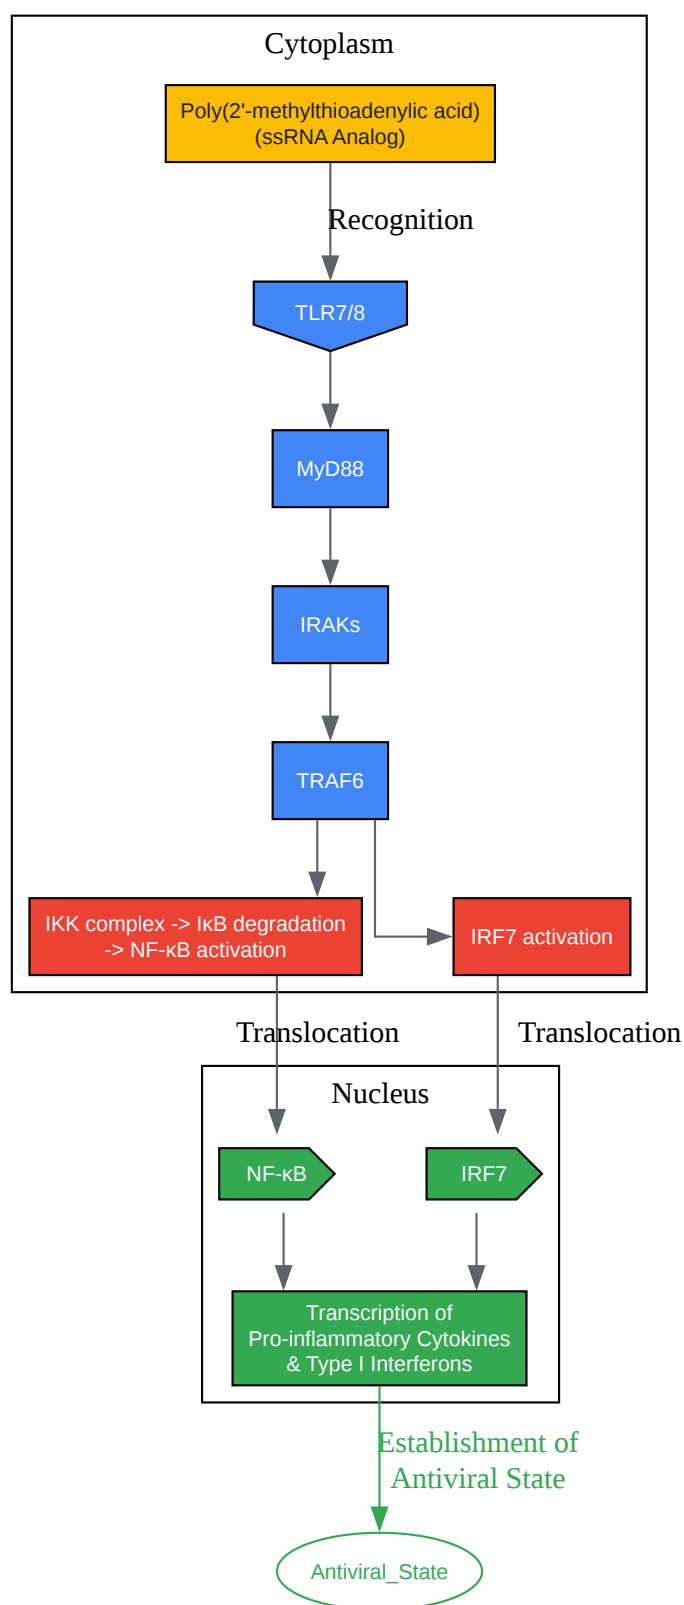 Cytoplasm
Poly(2'-methylthioadenylic acid)
(ssRNA Analog)
Recognition
TLR7/8
MyD88
IRAKs
TRAF6
IKK complex -> IκB degradation
-> NF-κB activation
IRF7 activation
Translocation
Translocation
Nucleus
NF-κB
IRF7
Transcription of
Pro-inflammatory Cytokines
& Type I Interferons
Establishment of
Antiviral State
Antiviral_State